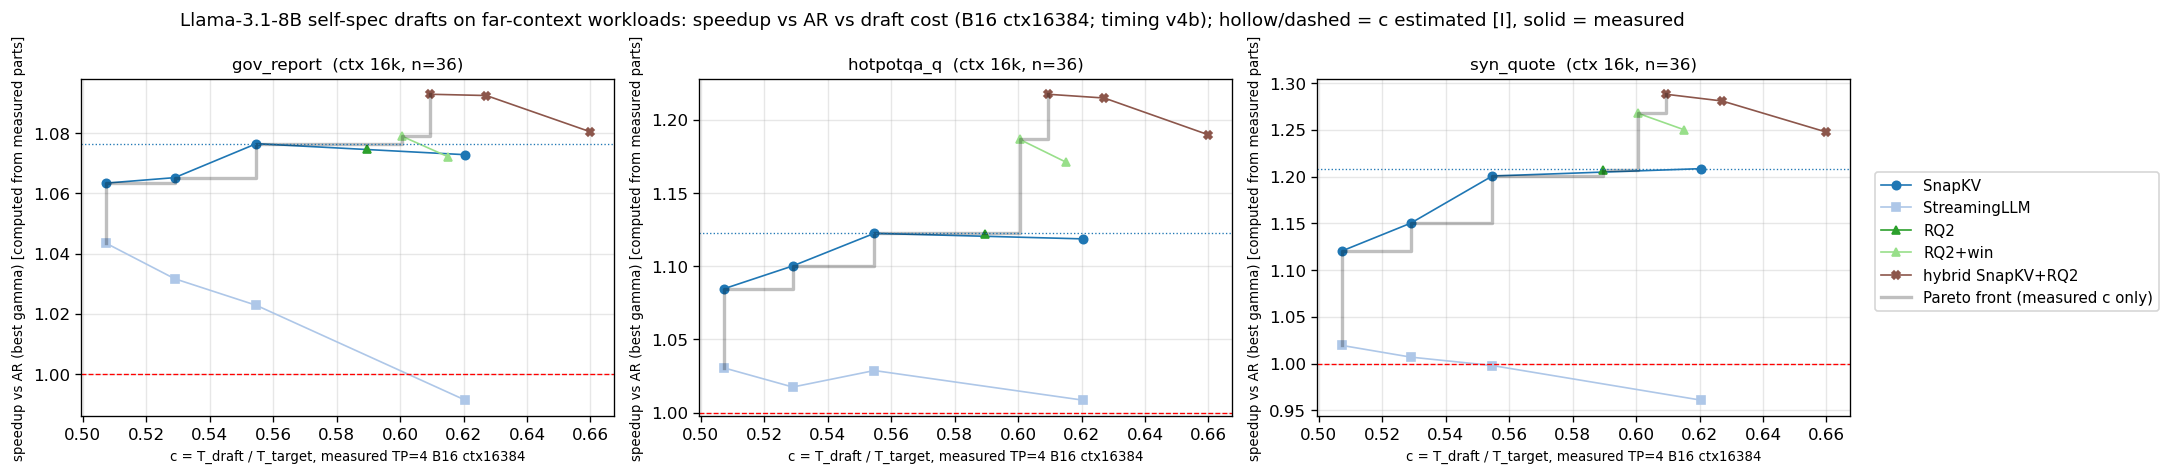 Llama-3.1-8B self-spec drafts on far-context workloads: speedup vs AR vs draft cost (B16 ctx16384; timing v4b); hollow/dashed = c estimated [I], solid = measured
gov_report (ctx 16k, n=36)
speedup vs AR (best gamma) [computed from measured parts]
1.08
1.06
1.04
1.02
1.00
0.50 0.52 0.54 0.56 0.58 0.60 0.62 0.64 0.66
c = T_draft / T_target, measured TP=4 B16 ctx16384
hotpotqa_q (ctx 16k, n=36)
speedup vs AR (best gamma) [computed from measured parts]
1.20
1.15
1.10
1.05
1.00
0.50 0.52 0.54 0.56 0.58 0.60 0.62 0.64 0.66
c = T_draft / T_target, measured TP=4 B16 ctx16384
syn_quote (ctx 16k, n=36)
speedup vs AR (best gamma) [computed from measured parts]
1.30
1.25
1.20
1.15
1.10
1.05
1.00
0.95
0.50 0.52 0.54 0.56 0.58 0.60 0.62 0.64 0.66
c = T_draft / T_target, measured TP=4 B16 ctx16384
SnapKV
StreamingLLM
RQ2
RQ2+win
hybrid SnapKV+RQ2
Pareto front (measured c only)